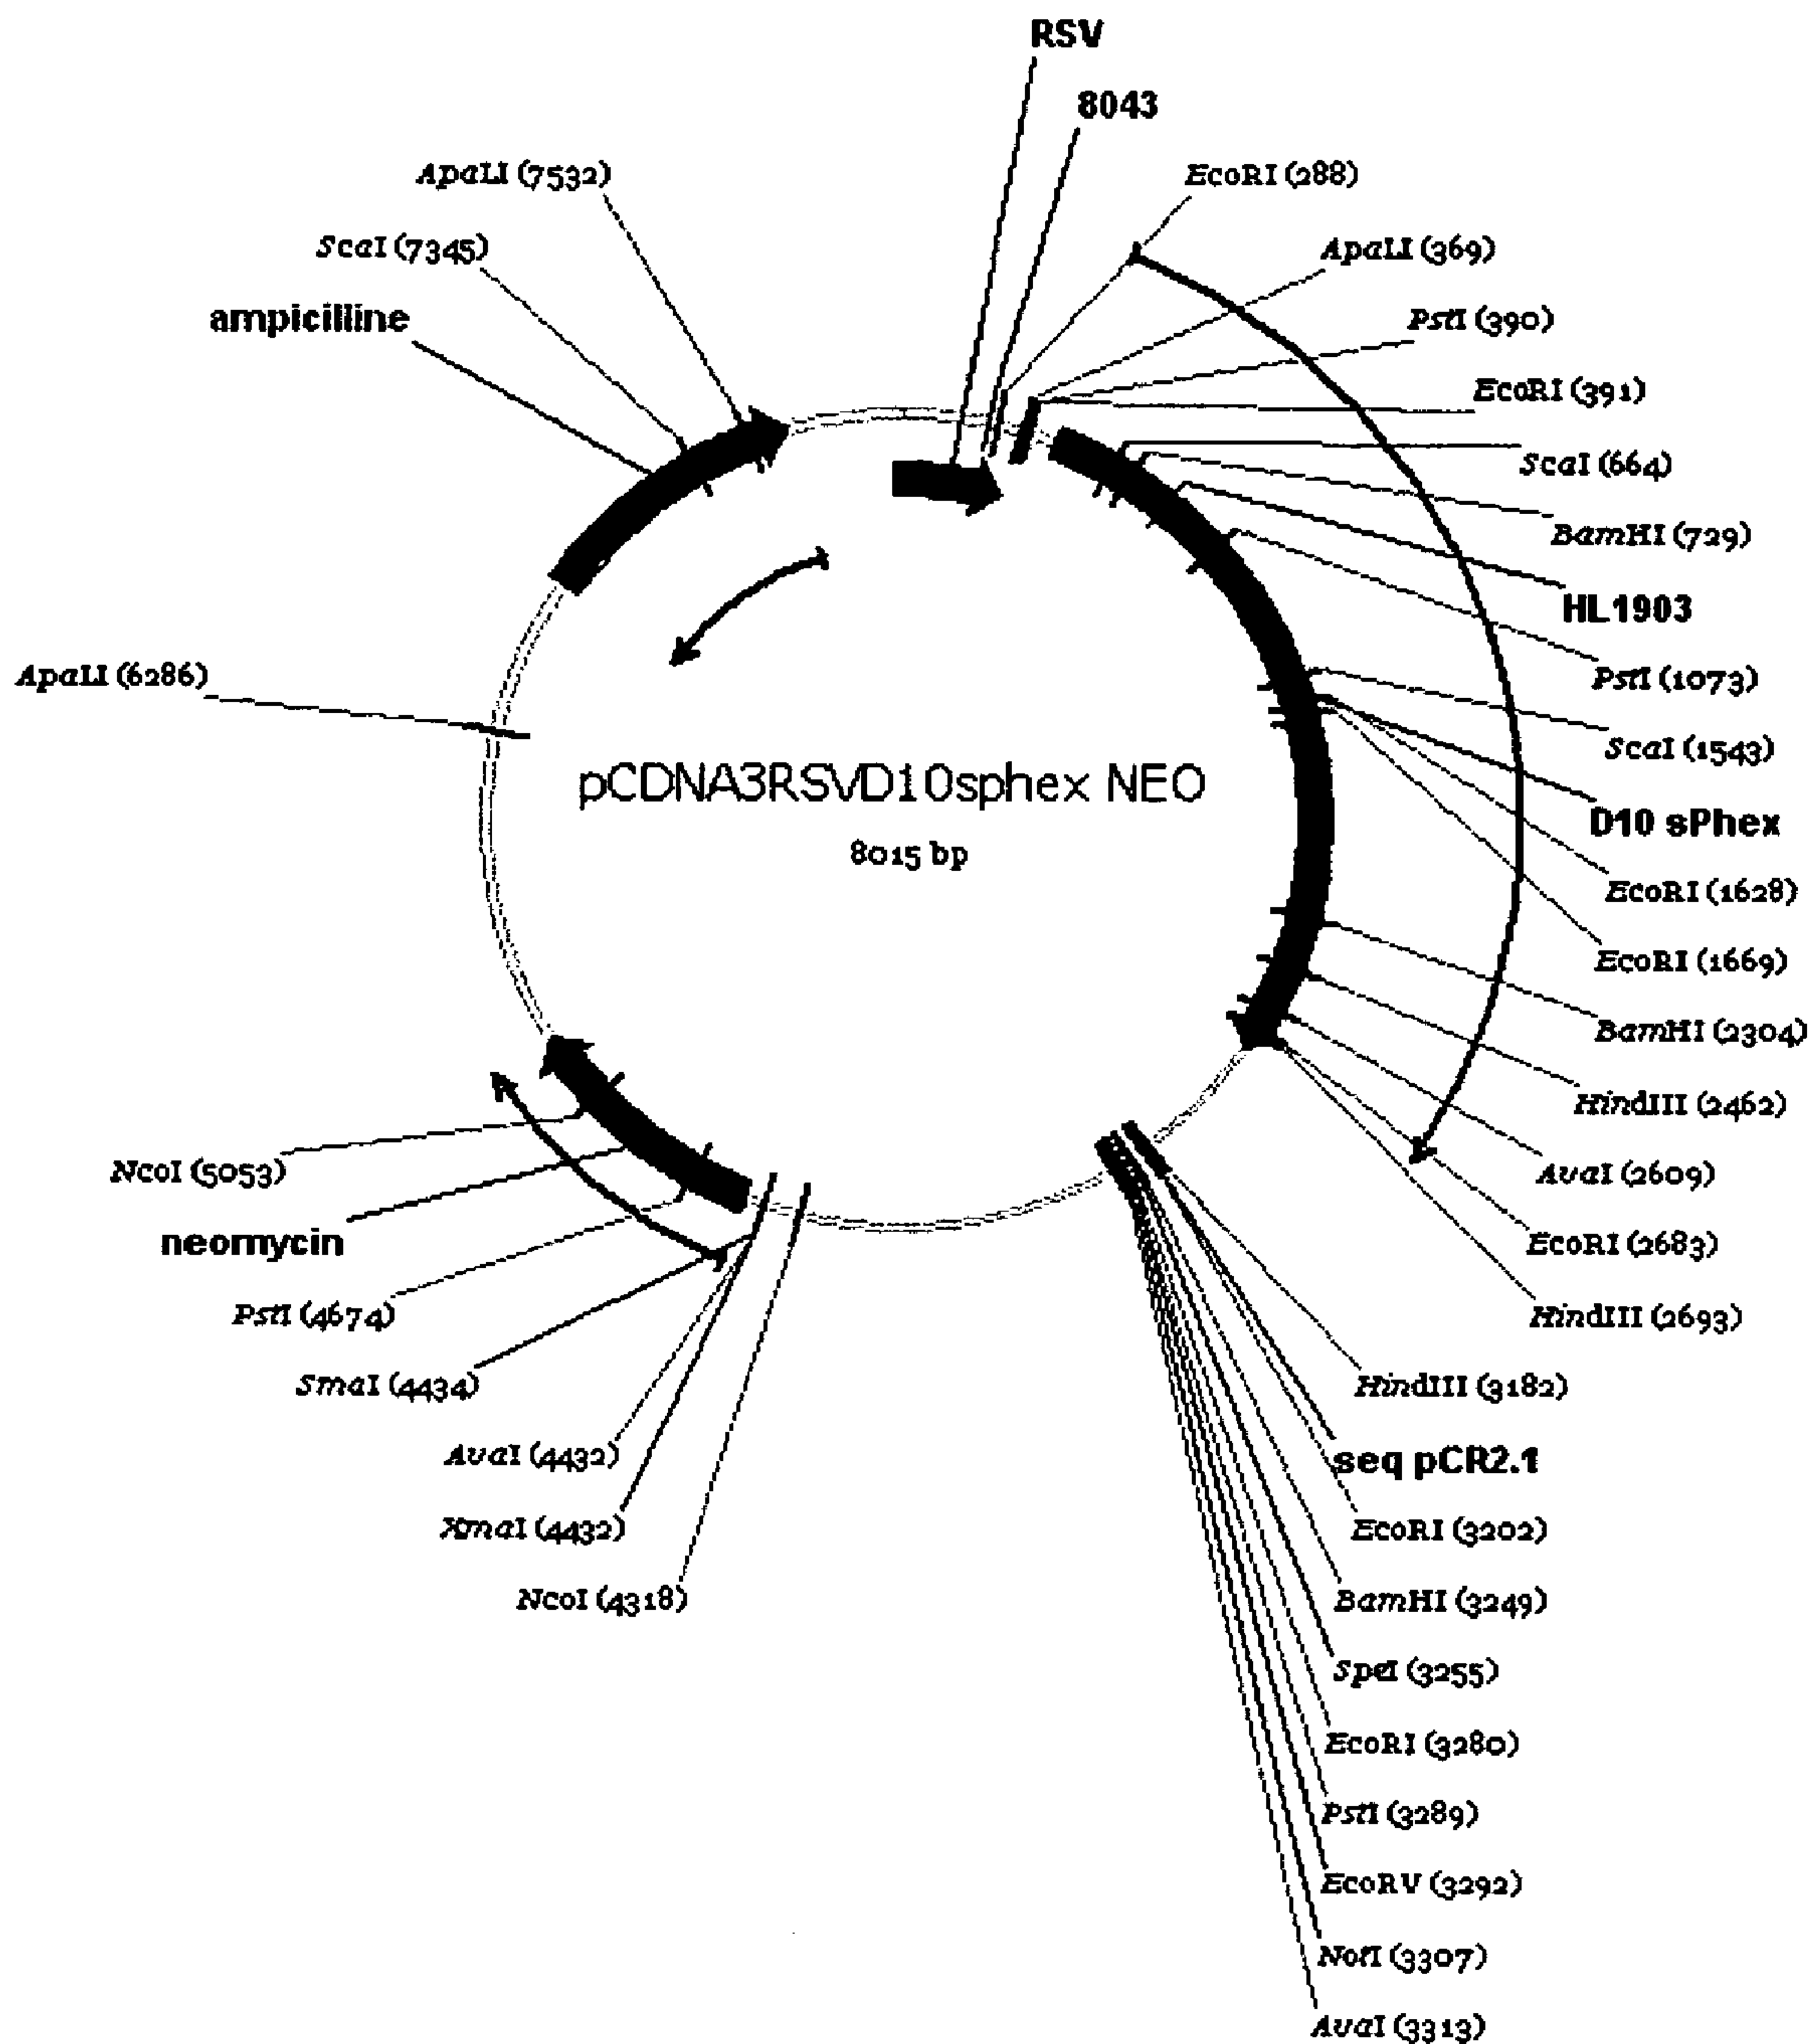 RSV
8043
ApaLI (7532)
EcoRI (288)
ScaI (7345)
ApaLI (369)
ampicilline
PstI (390)
EcoRI (391)
ScaI (664)
BamHI (729)
HL1903
ApaLI (6286)
PstI (1073)
ScaI (1543)
pCDNA3RSVD10sphex NEO
8015 bp
D10 sPhex
EcoRI (1628)
EcoRI (1669)
BamHI (2304)
HindIII (2462)
NcoI (5053)
AvaI (2609)
neomycin
EcoRI (2683)
PstI (4674)
HindIII (2693)
SmaI (4434)
HindIII (3182)
AvaI (4432)
seq pCR2.1
XmaI (4432)
EcoRI (3202)
NcoI (4318)
BamHI (3249)
SpeI (3255)
EcoRI (3280)
PstI (3289)
EcoRV (3292)
NotI (3307)
AvaI (3313)